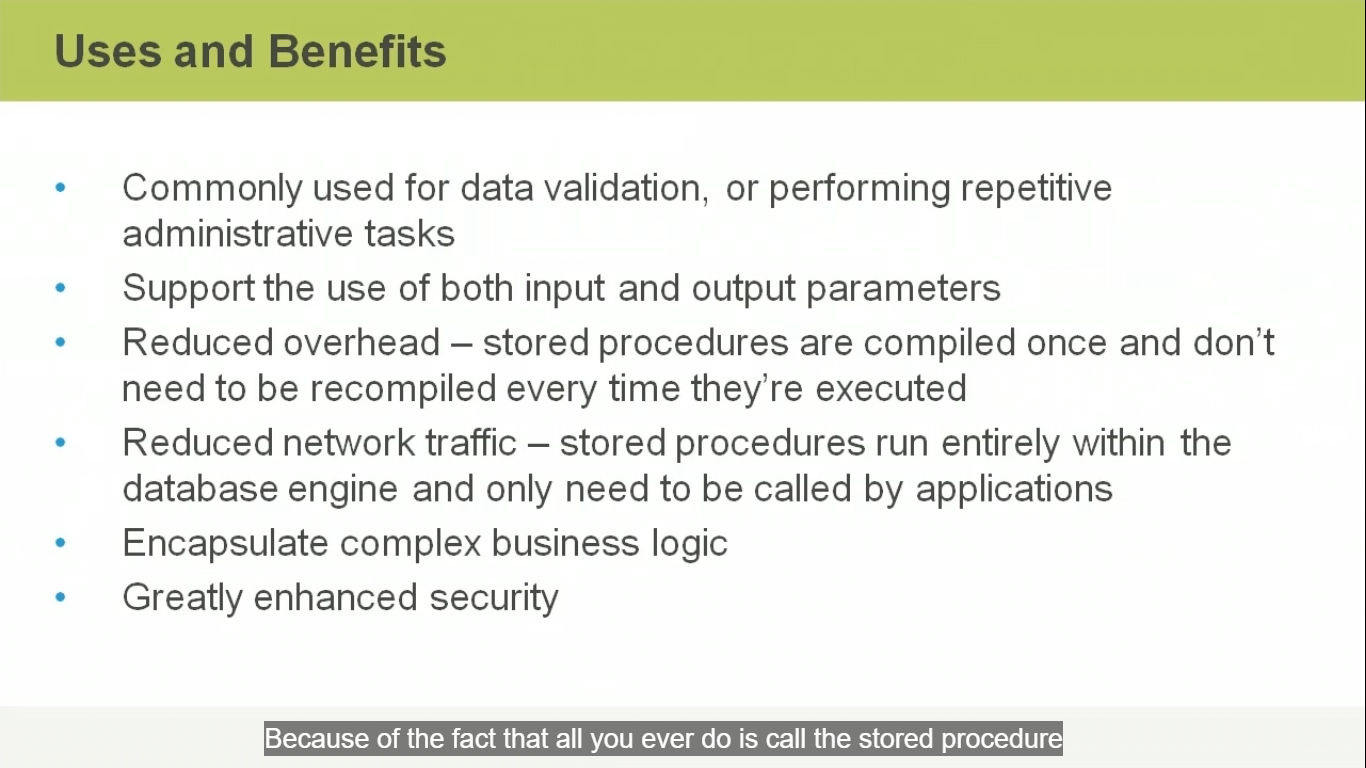 Uses and Benefits
• Commonly used for data validation, or performing repetitive
administrative tasks
• Support the use of both input and output parameters
• Reduced overhead – stored procedures are compiled once and don’t
need to be recompiled every time they’re executed
• Reduced network traffic – stored procedures run entirely within the
database engine and only need to be called by applications
• Encapsulate complex business logic
• Greatly enhanced security
Because of the fact that all you ever do is call the stored procedure